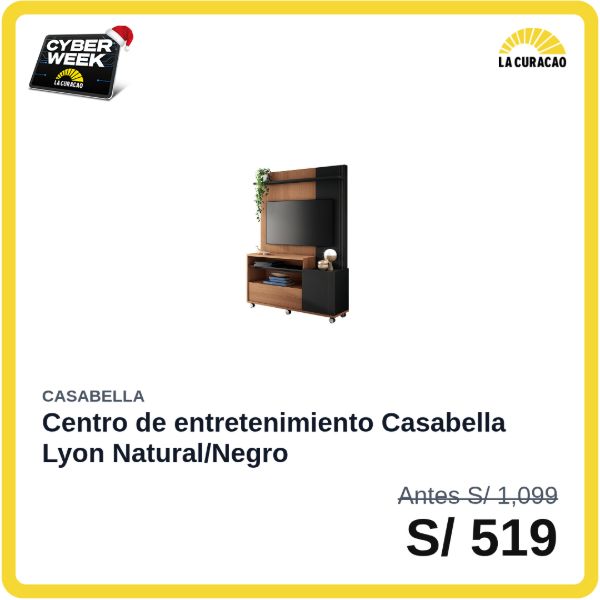 CYBER
WEEK
LA CURACAO
LA CURACAO
CASABELLA
Centro de entretenimiento Casabella
Lyon Natural/Negro
Antes S/ 1,099
S/ 519